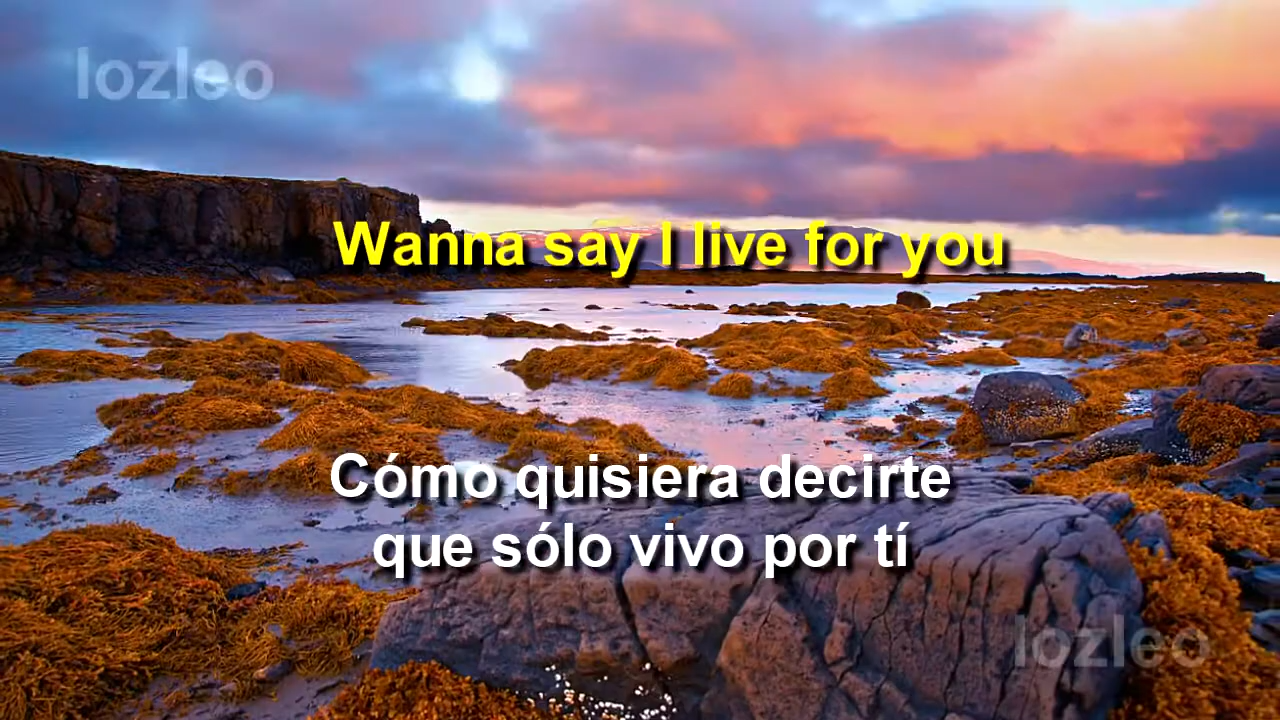 lozleo
Wanna say I live for you
Cómo quisiera decirte
que sólo vivo por tí
lozleo